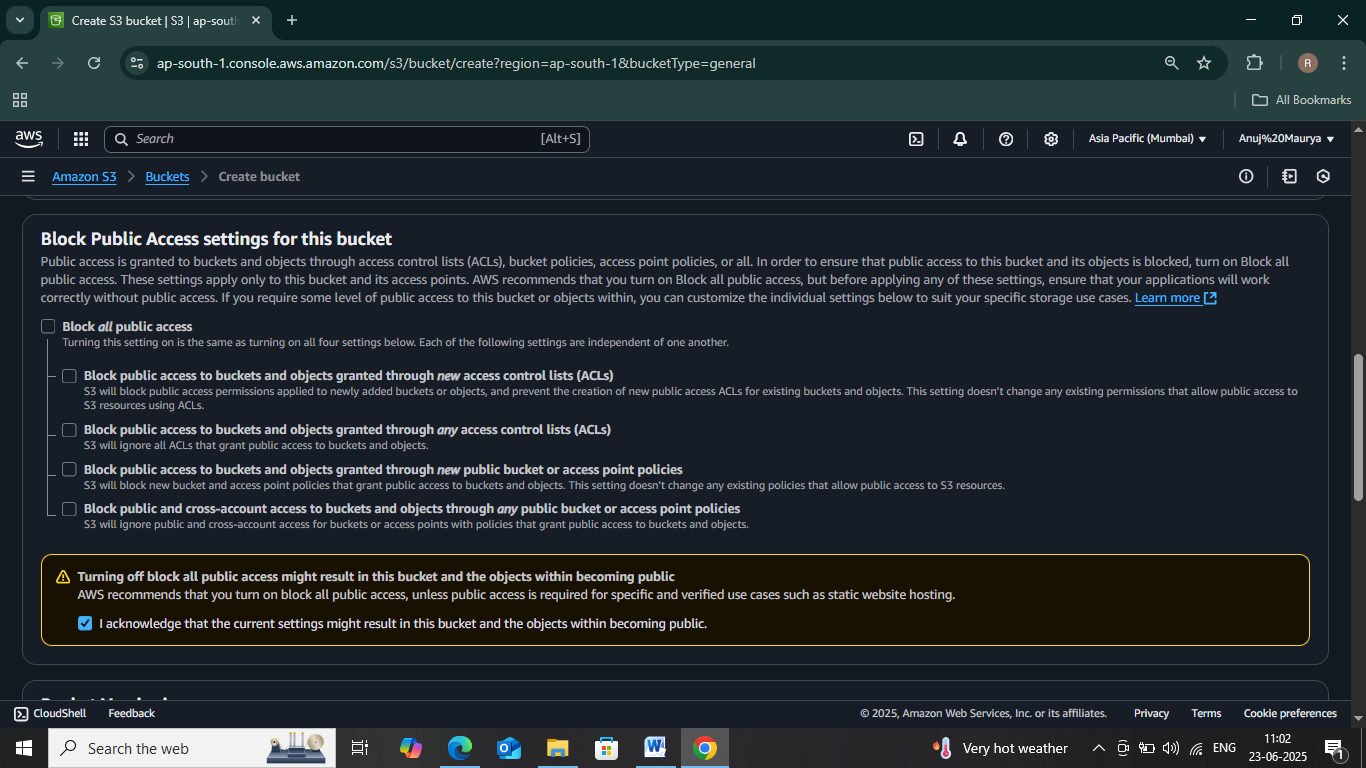 Create S3 bucket | S3 | ap-sout
ap-south-1.console.aws.amazon.com/s3/bucket/create?region=ap-south-1&bucketType=general
R
All Bookmarks
aws
Search
[Alt+S]
Asia Pacific (Mumbai)
Anuj%20Maurya
Amazon S3 > Buckets > Create bucket
Block Public Access settings for this bucket
Public access is granted to buckets and objects through access control lists (ACLs), bucket policies, access point policies, or all. In order to ensure that public access to this bucket and its objects is blocked, turn on Block all
public access. These settings apply only to this bucket and its access points. AWS recommends that you turn on Block all public access, but before applying any of these settings, ensure that your applications will work
correctly without public access. If you require some level of public access to this bucket or objects within, you can customize the individual settings below to suit your specific storage use cases. Learn more
Block all public access
Turning this setting on is the same as turning on all four settings below. Each of the following settings are independent of one another.
Block public access to buckets and objects granted through new access control lists (ACLs)
S3 will block public access permissions applied to newly added buckets or objects, and prevent the creation of new public access ACLs for existing buckets and objects. This setting doesn't change any existing permissions that allow public access to
S3 resources using ACLs.
Block public access to buckets and objects granted through any access control lists (ACLs)
S3 will ignore all ACLs that grant public access to buckets and objects.
Block public access to buckets and objects granted through new public bucket or access point policies
S3 will block new bucket and access point policies that grant public access to buckets and objects. This setting doesn't change any existing policies that allow public access to S3 resources.
Block public and cross-account access to buckets and objects through any public bucket or access point policies
S3 will ignore public and cross-account access for buckets or access points with policies that grant public access to buckets and objects.
Turning off block all public access might result in this bucket and the objects within becoming public
AWS recommends that you turn on block all public access, unless public access is required for specific and verified use cases such as static website hosting.
I acknowledge that the current settings might result in this bucket and the objects within becoming public.
CloudShell
Feedback
© 2025, Amazon Web Services, Inc. or its affiliates.
Privacy
Terms
Cookie preferences
Search the web
Very hot weather
ENG
11:02
23-06-2025
1